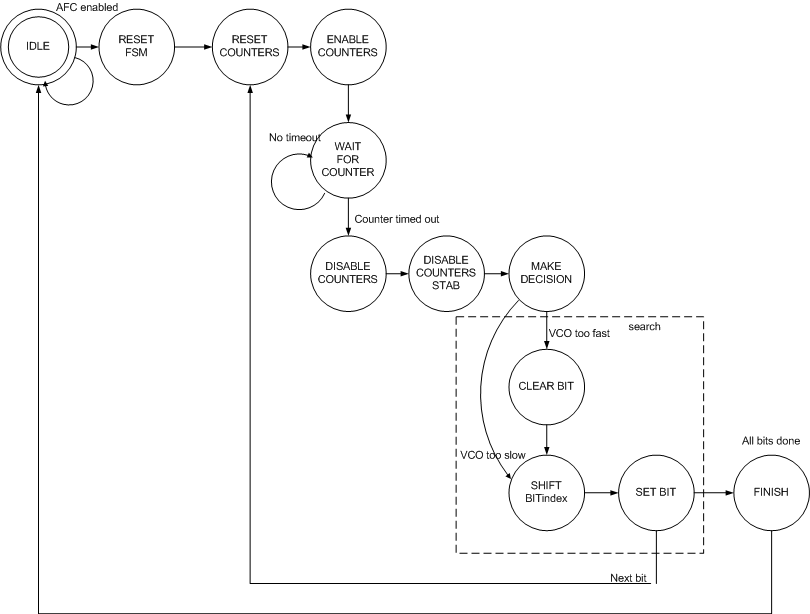 AFC enabled
IDLE
RESET
FSM
RESET
COUNTERS
ENABLE
COUNTERS
No timeout
WAIT
FOR
COUNTER
Counter timed out
DISABLE
COUNTERS
DISABLE
COUNTERS
STAB
MAKE
DECISION
search
VCO too fast
CLEAR BIT
VCO too slow
SHIFT
BITindex
SET BIT
All bits done
FINISH
Next bit